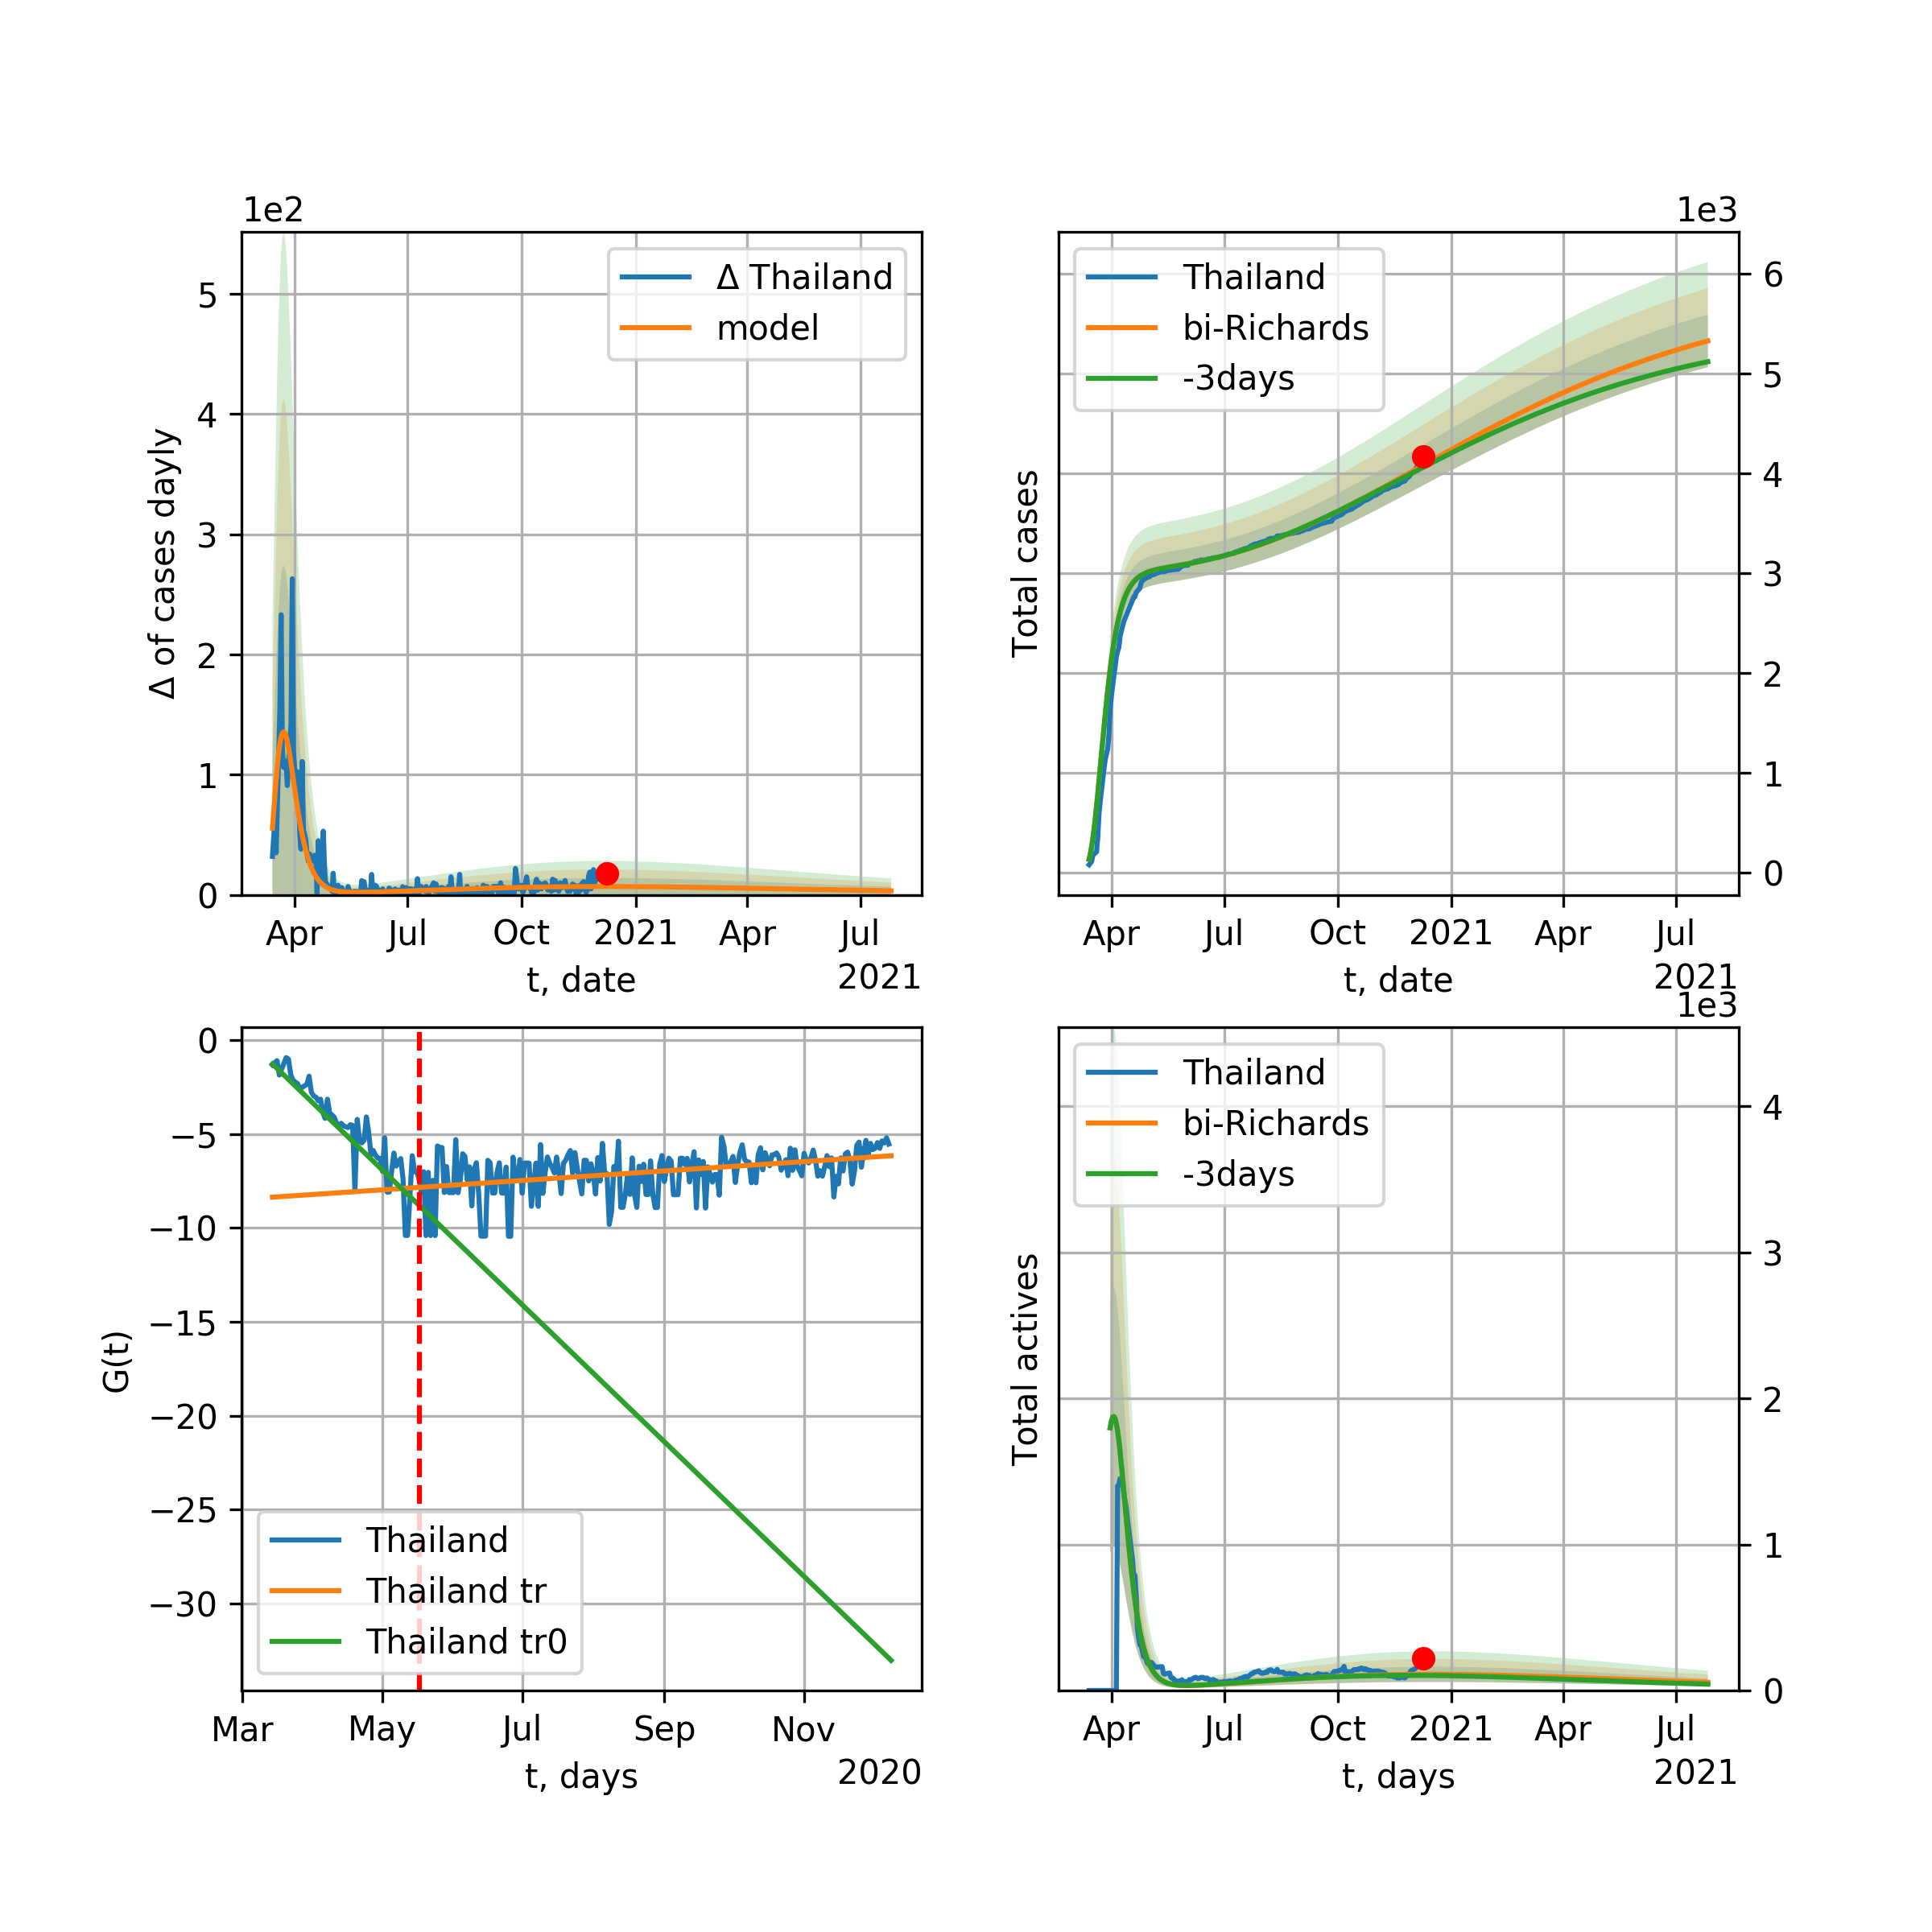 1e2
Δ of cases dayly
5
4
3
2
1
0
Δ Thailand
model
Apr
Jul
Oct
2021
Apr
Jul
t, date
2021
1e3
Total cases
Thailand
bi-Richards
-3days
6
5
4
3
2
1
0
Apr
Jul
Oct
2021
Apr
Jul
t, date
2021
G(t)
0
−5
−10
−15
−20
−25
−30
Thailand
Thailand tr
Thailand tr0
Mar
May
Jul
Sep
Nov
t, days
2020
1e3
Total actives
Thailand
bi-Richards
-3days
4
3
2
1
0
Apr
Jul
Oct
2021
Apr
Jul
t, days
2021